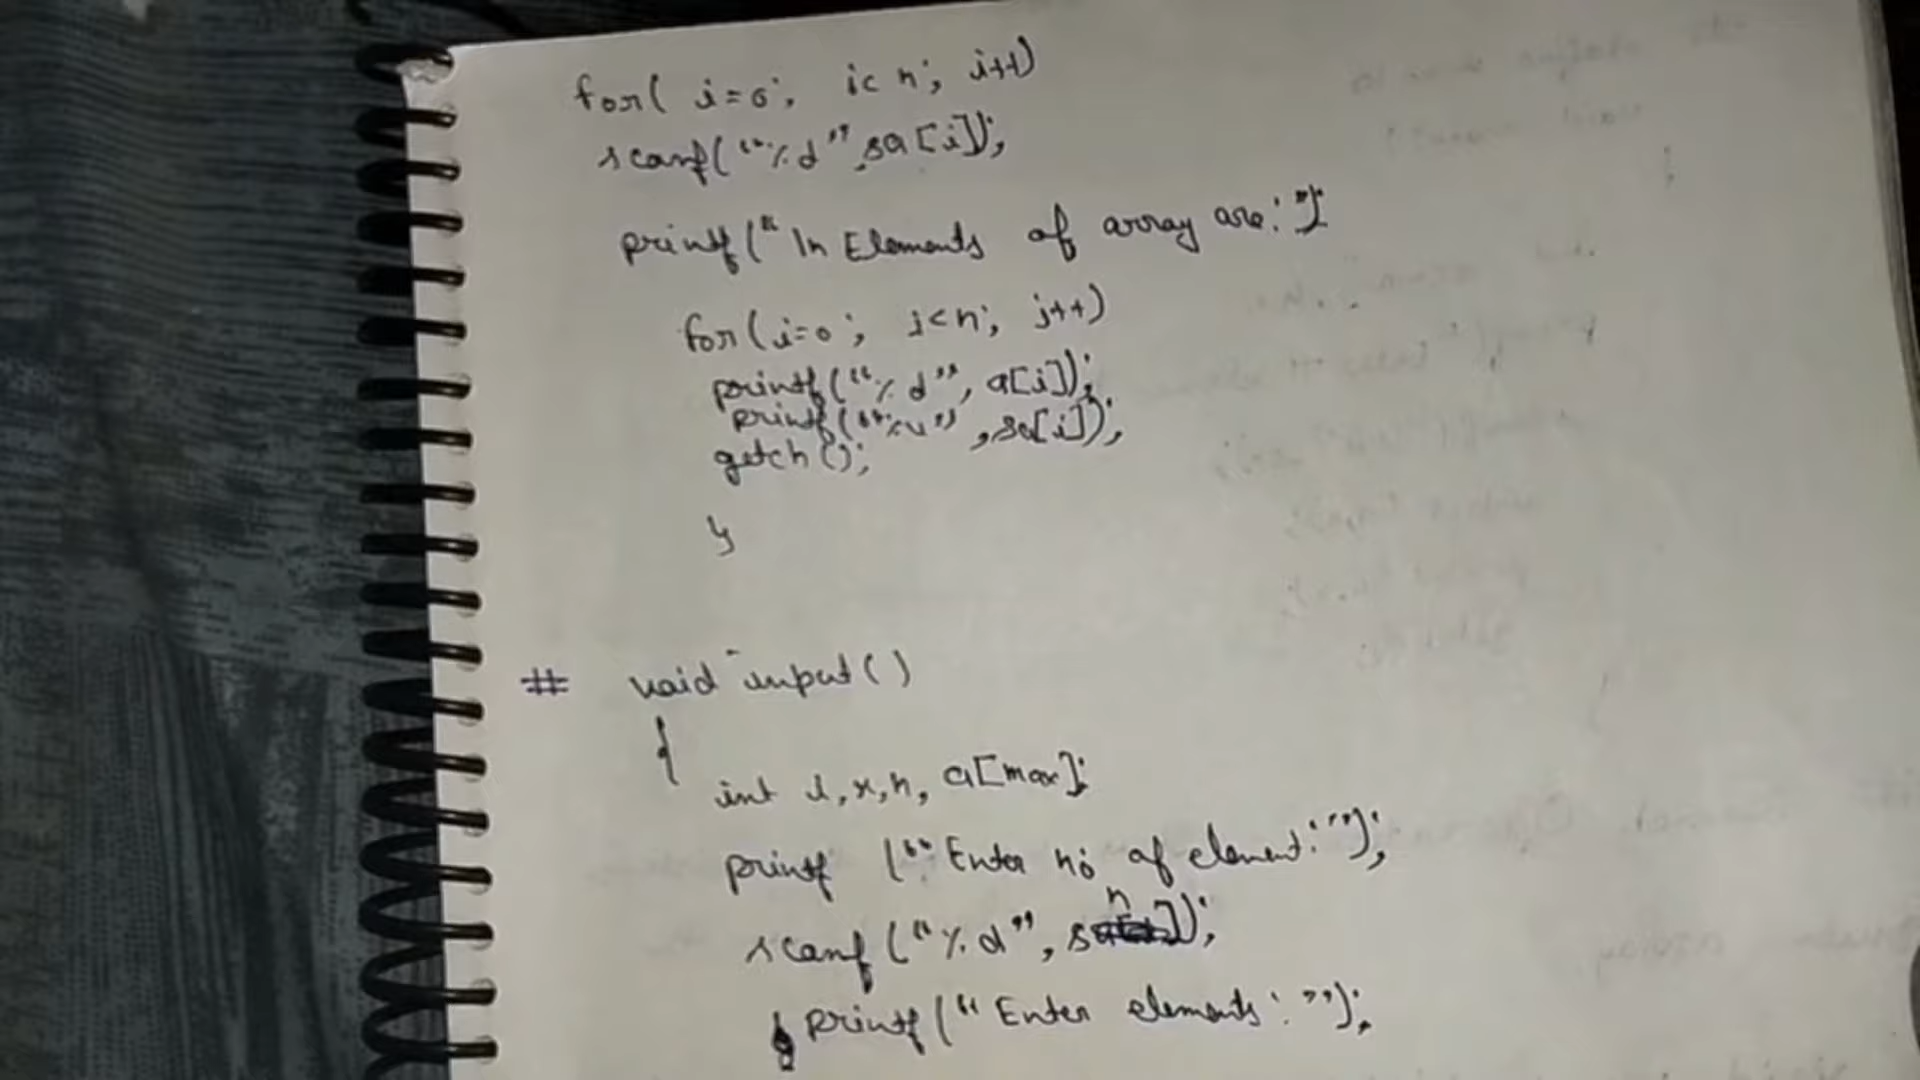 for( i=0; i<n; i++)
scanf("%d",&a[i]);
printf("\n Elements of array are:");
for(i=0; i<n; i++)
printf("%d", a[i]);
printf("%u", &a[i]);
getch();
}
# void input()
{
int i,x,n, a[max];
printf ("Enter no of element:");
scanf ("%d", &n);
printf("Enter elements:");